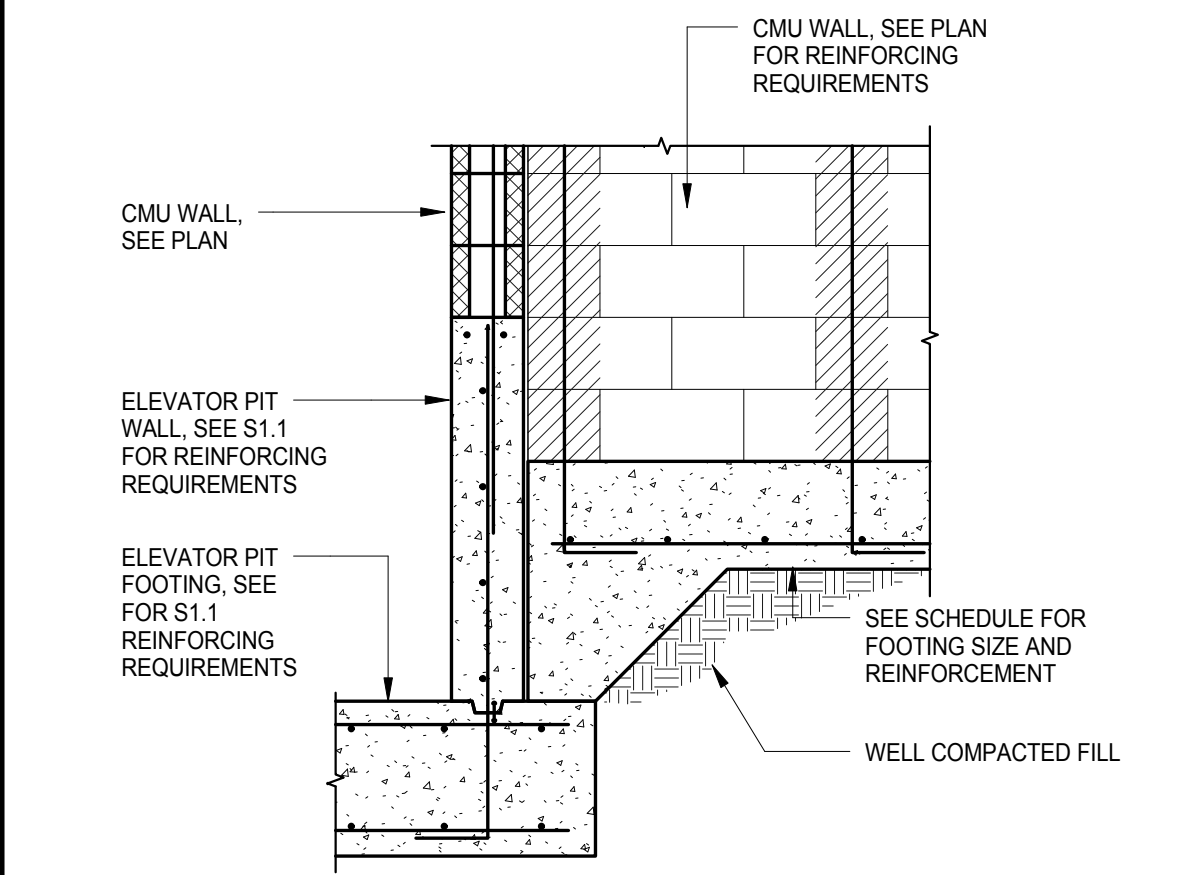 CMU WALL, SEE PLAN
FOR REINFORCING
REQUIREMENTS
CMU WALL,
SEE PLAN
ELEVATOR PIT
WALL, SEE S1.1
FOR REINFORCING
REQUIREMENTS
ELEVATOR PIT
FOOTING, SEE
FOR S1.1
REINFORCING
REQUIREMENTS
SEE SCHEDULE FOR
FOOTING SIZE AND
REINFORCEMENT
WELL COMPACTED FILL